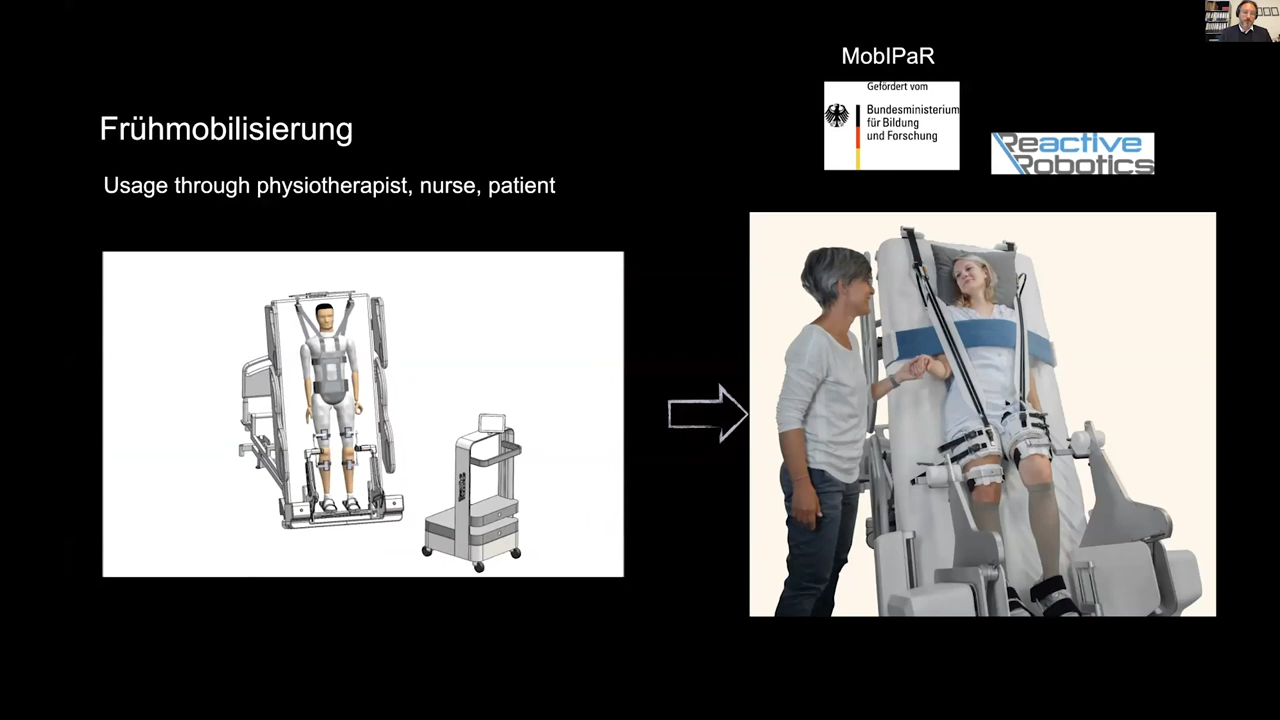 MobIPaR
Gefördert vom
Bundesministerium
für Bildung
und Forschung
Reactive
Robotics
Frühmobilisierung
Usage through physiotherapist, nurse, patient